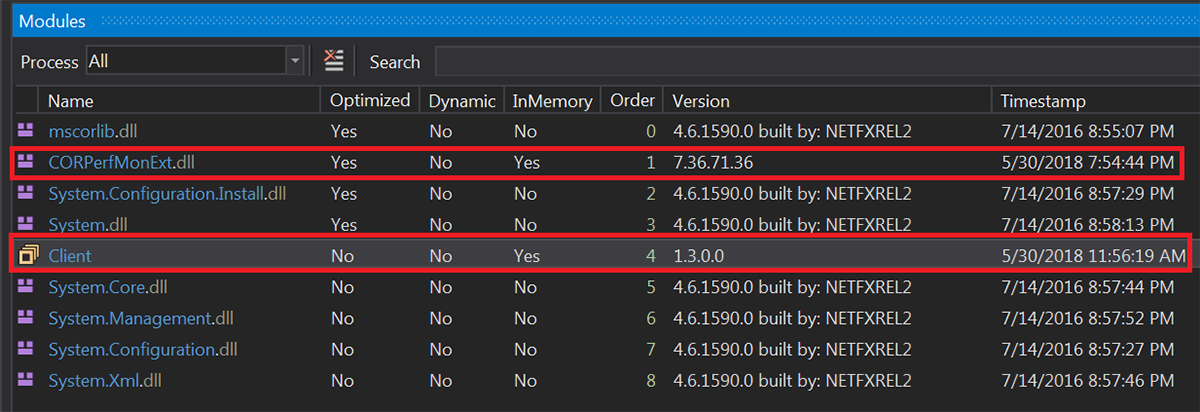 Modules
Process All Search
Name Optimized Dynamic InMemory Order Version Timestamp
mscorlib.dll Yes No No 0 4.6.1590.0 built by: NETFXREL2 7/14/2016 8:55:07 PM
CORPerfMonExt.dll Yes No Yes 1 7.36.71.36 5/30/2018 7:54:44 PM
System.Configuration.Install.dll Yes No No 2 4.6.1590.0 built by: NETFXREL2 7/14/2016 8:57:29 PM
System.dll Yes No No 3 4.6.1590.0 built by: NETFXREL2 7/14/2016 8:58:13 PM
Client No No Yes 4 1.3.0.0 5/30/2018 11:56:19 AM
System.Core.dll No No No 5 4.6.1590.0 built by: NETFXREL2 7/14/2016 8:57:44 PM
System.Management.dll No No No 6 4.6.1590.0 built by: NETFXREL2 7/14/2016 8:57:52 PM
System.Configuration.dll No No No 7 4.6.1590.0 built by: NETFXREL2 7/14/2016 8:57:27 PM
System.Xml.dll No No No 8 4.6.1590.0 built by: NETFXREL2 7/14/2016 8:57:46 PM